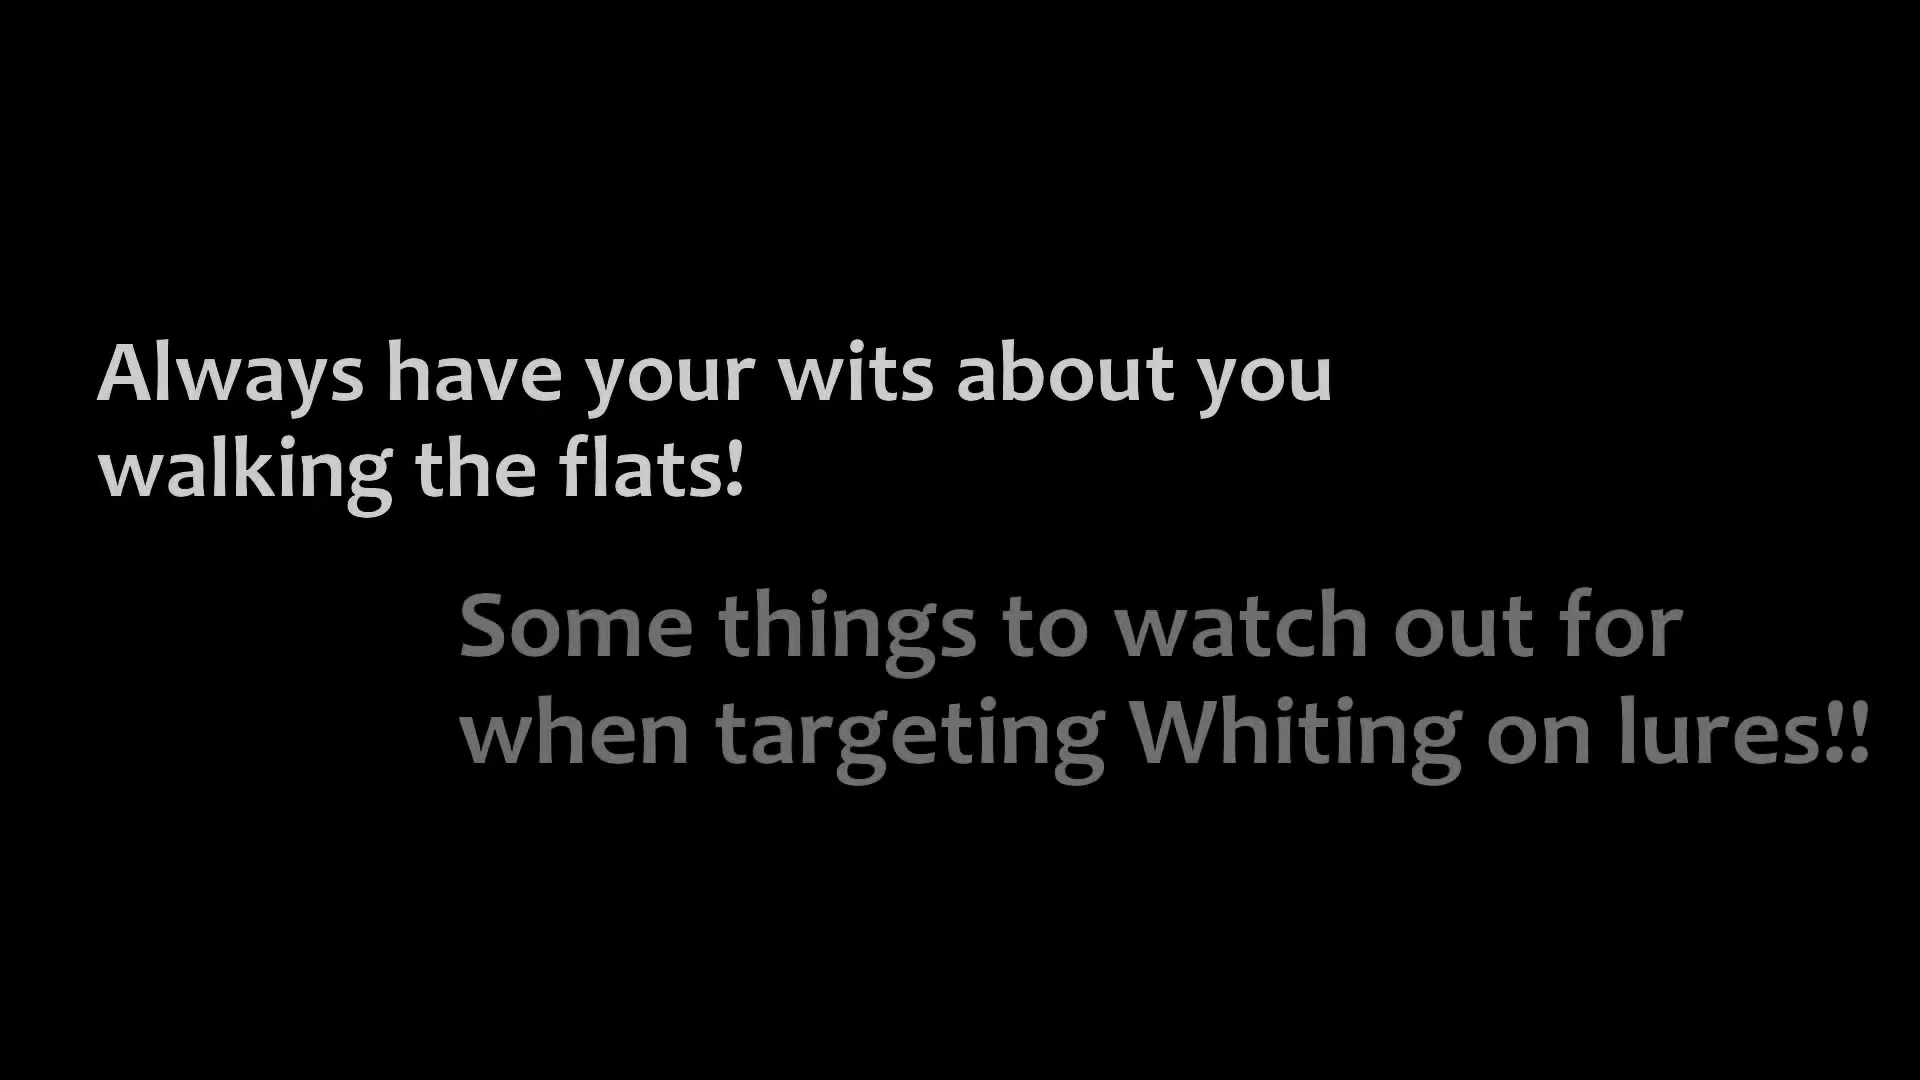 Always have your wits about you
walking the flats!
Some things to watch out for
when targeting Whiting on lures!!